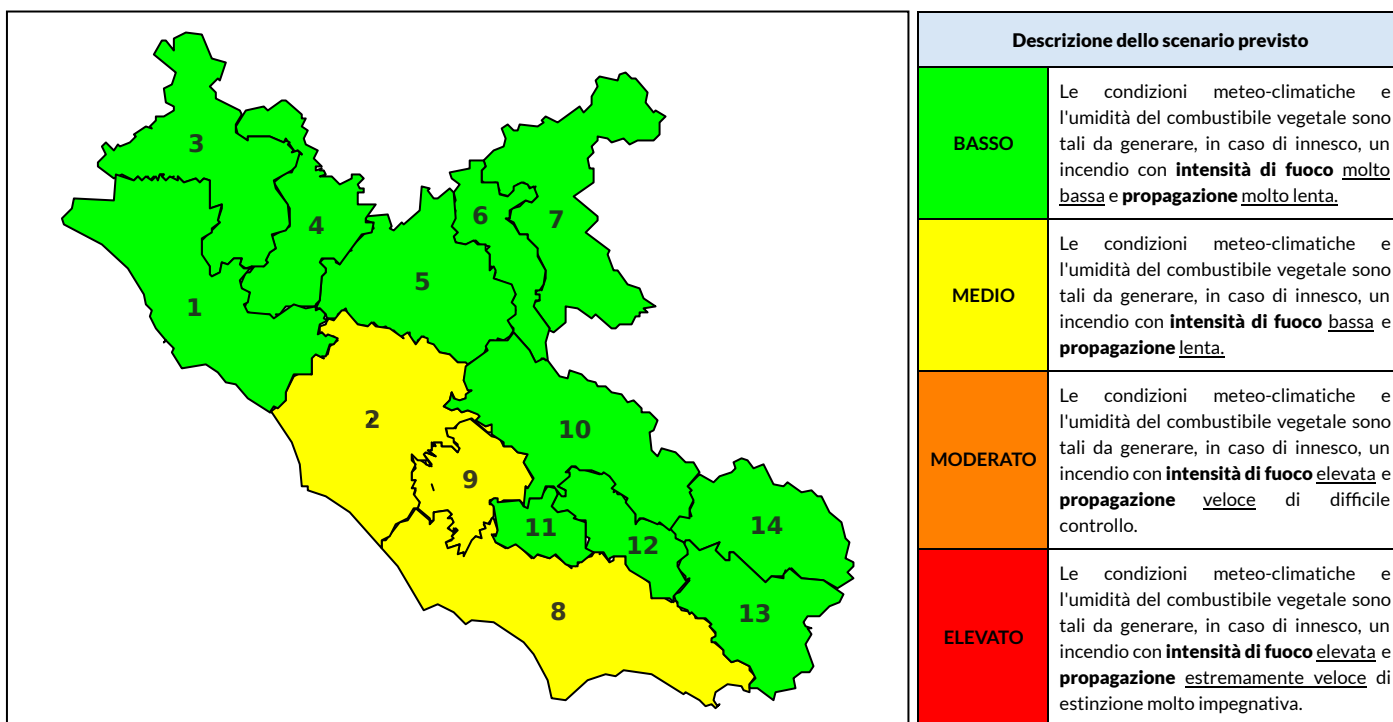 3
4
6
7
5
1
2
10
9
11
12
14
8
13
Descrizione dello scenario previsto
BASSO
Le condizioni meteo-climatiche e
l'umidità del combustibile vegetale sono
tali da generare, in caso di innesco, un
incendio con intensità di fuoco molto
bassa e propagazione molto lenta.
MEDIO
Le condizioni meteo-climatiche e
l'umidità del combustibile vegetale sono
tali da generare, in caso di innesco, un
incendio con intensità di fuoco bassa e
propagazione lenta.
MODERATO
Le condizioni meteo-climatiche e
l'umidità del combustibile vegetale sono
tali da generare, in caso di innesco, un
incendio con intensità di fuoco elevata e
propagazione veloce di difficile
controllo.
ELEVATO
Le condizioni meteo-climatiche e
l'umidità del combustibile vegetale sono
tali da generare, in caso di innesco, un
incendio con intensità di fuoco elevata e
propagazione estremamente veloce di
estinzione molto impegnativa.